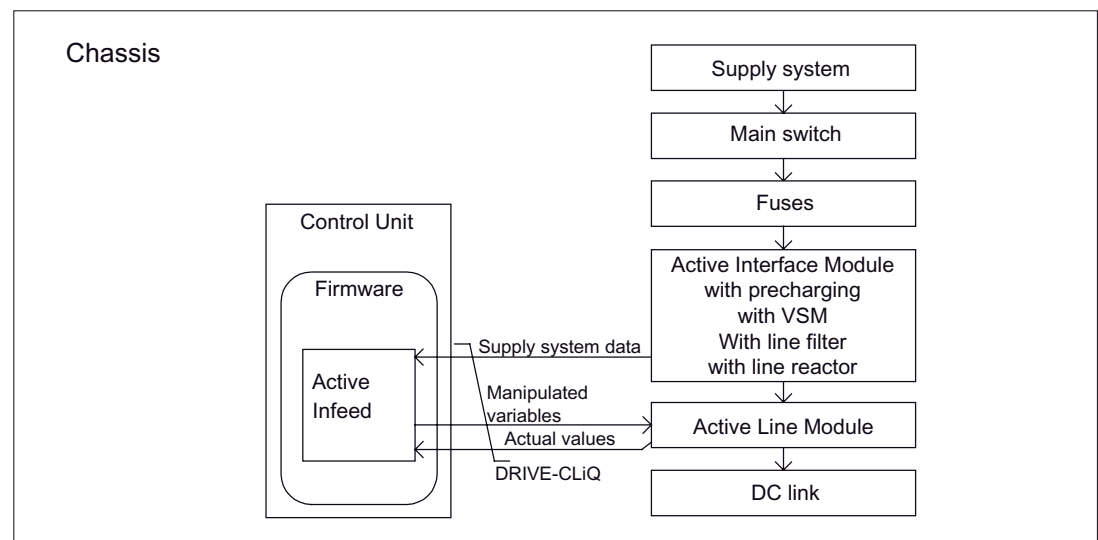 Chassis
Supply system
Main switch
Fuses
Control Unit
Firmware
Active
Infeed
Active Interface Module
with precharging
with VSM
With line filter
with line reactor
Supply system data
Manipulated
variables
Actual values
DRIVE-CLiQ
Active Line Module
DC link